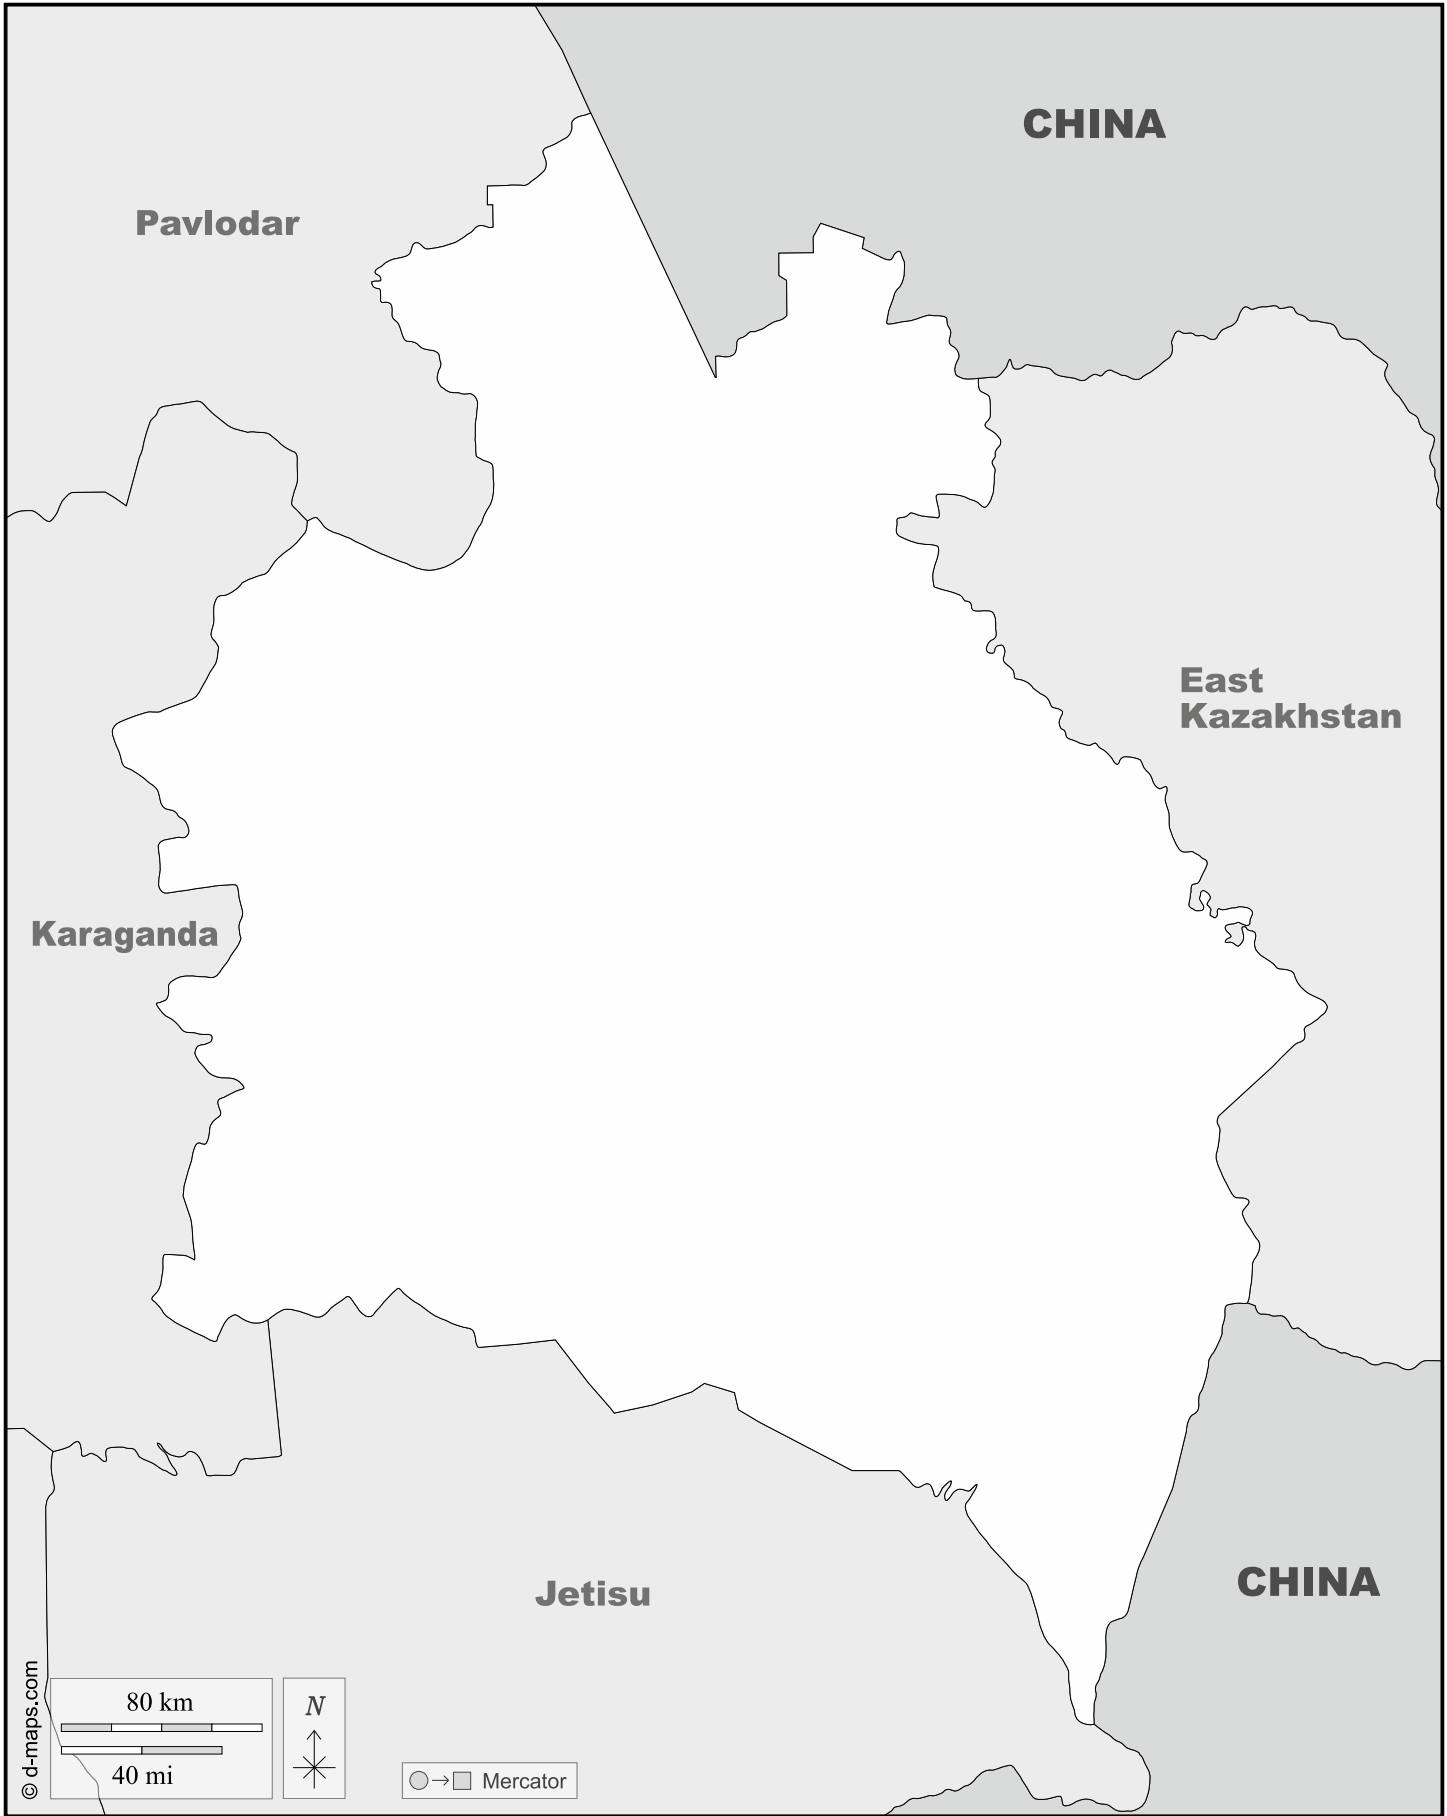 CHINA
Pavlodar
East
Kazakhstan
Karaganda
CHINA
Jetisu
© d-maps.com
80 km
40 mi
N
Mercator